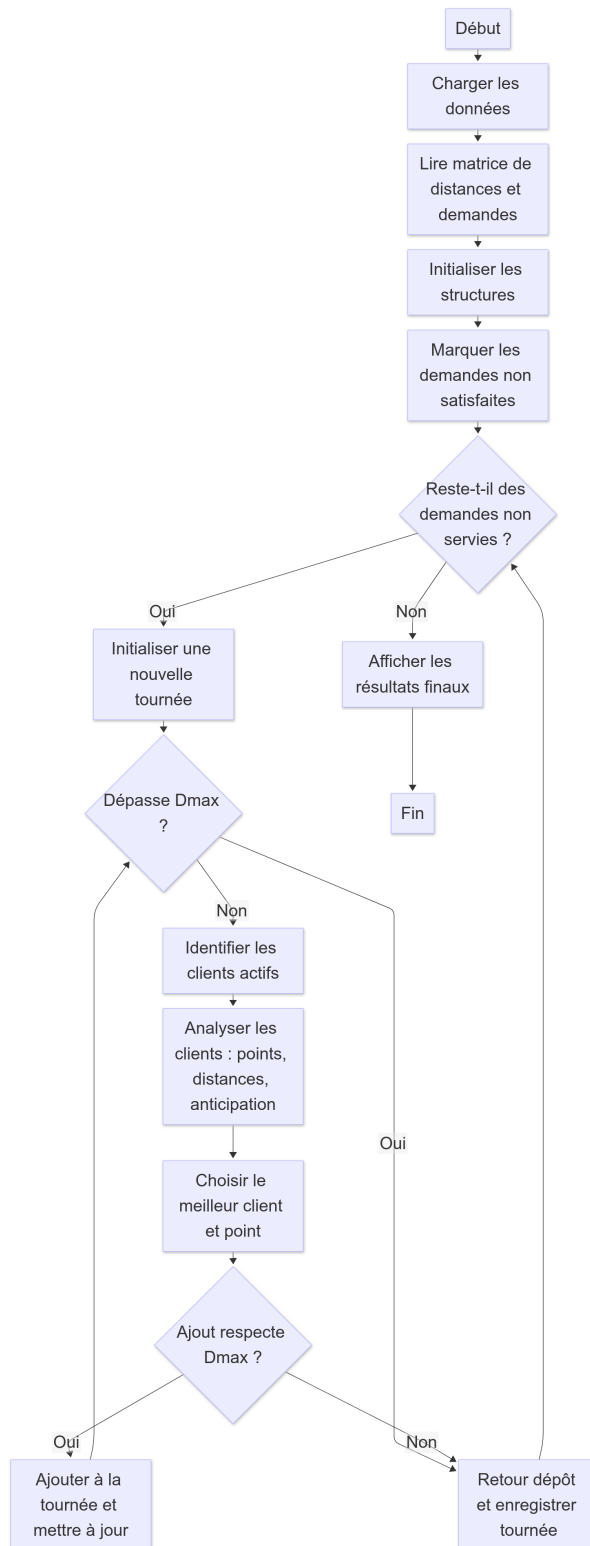 Début
Charger les
données
Lire matrice de
distances et
demandes
Initialiser les
structures
Marquer les
demandes non
satisfaites
Reste-t-il des
demandes non
servies ?
Oui
Non
Initialiser une
nouvelle
tournée
Afficher les
résultats finaux
Dépasse Dmax
?
Fin
Non
Identifier les
clients actifs
Analyser les
clients : points,
distances,
anticipation
Oui
Choisir le
meilleur client
et point
Ajout respecte
Dmax ?
Oui
Non
Ajouter à la
tournée et
mettre à jour
Retour dépôt
et enregistrer
tournée